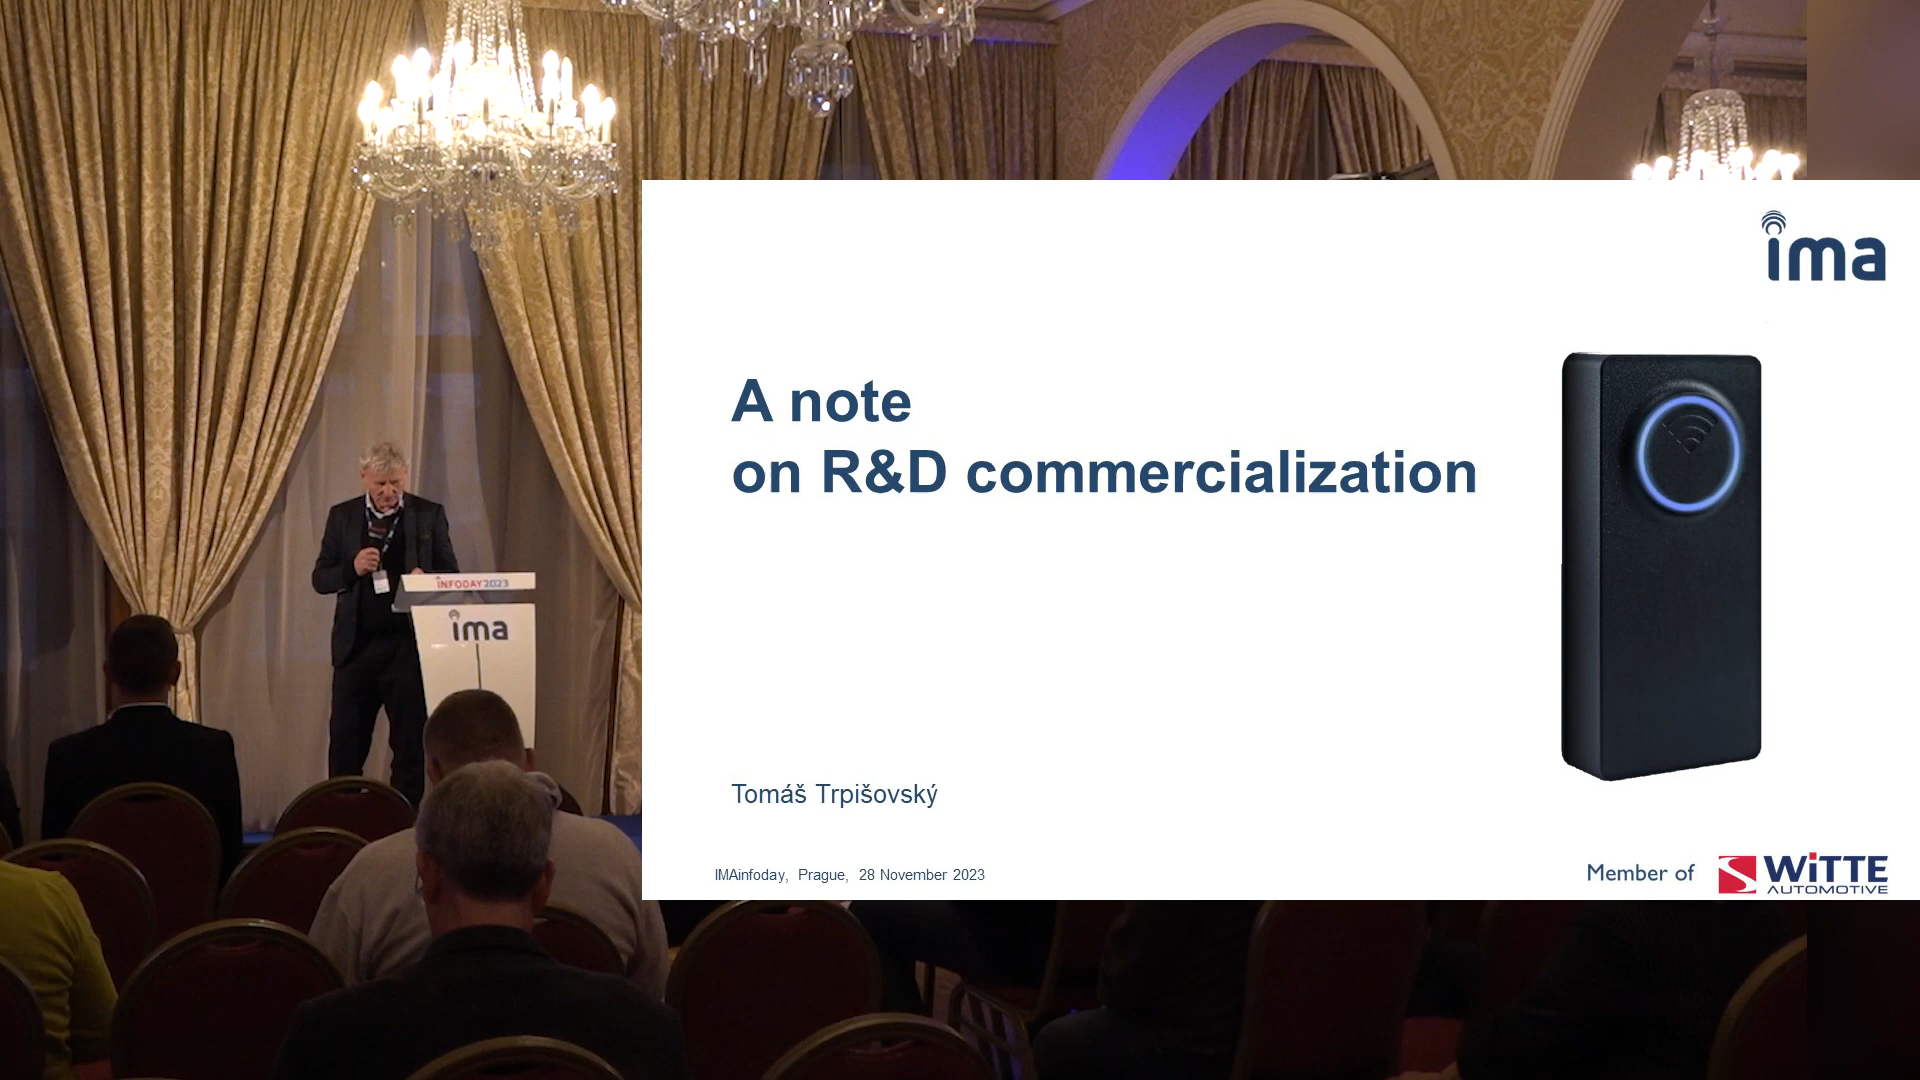 ima
A note
on R&D commercialization
Tomáš Trpišovský
IMAinfoday, Prague, 28 November 2023
Member of WiTTE
AUTOMOTIVE
iNFODAY2023
ima